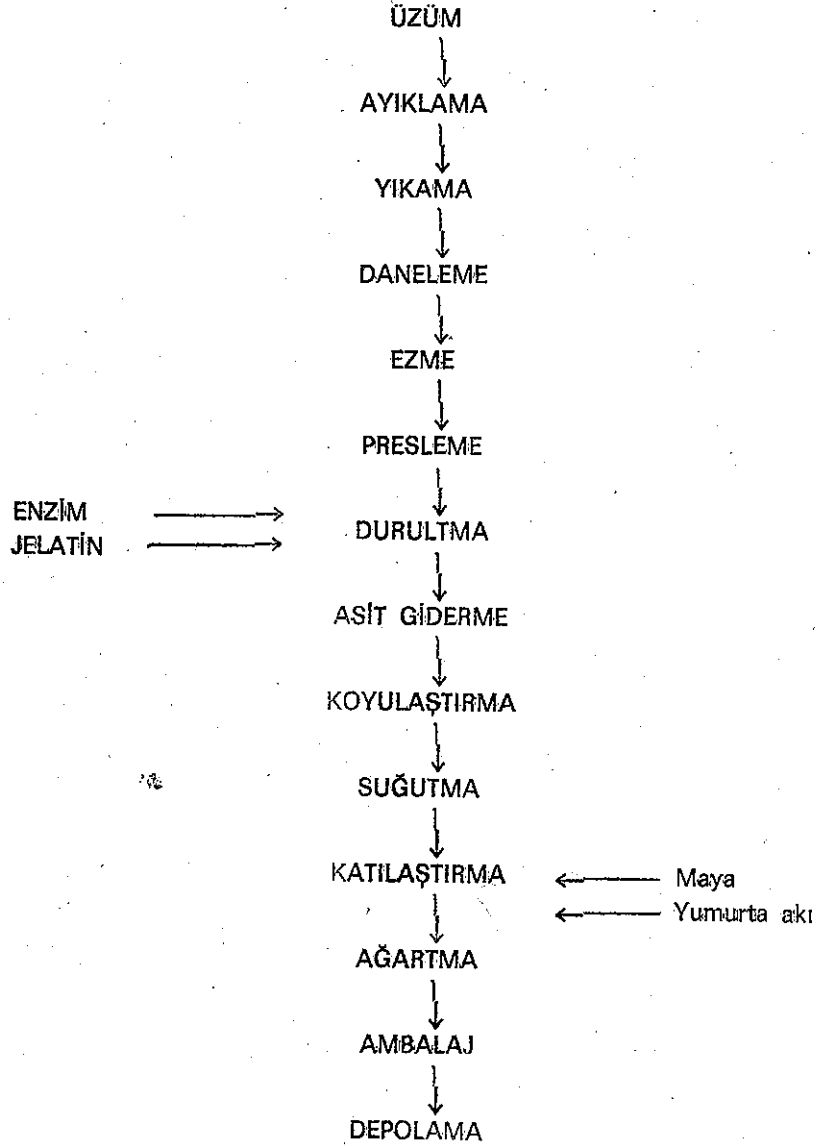 ÜZÜM
AYIKLAMA
YIKAMA
DANELEME
EZME
PRESLEME
ENZİM
JELATİN
DURULTMA
ASİT GİDERME
KOYULAŞTIRMA
SUĞUTMA
KATILAŞTIRMA
Maya
Yumurta akı
AĞARTMA
AMBALAJ
DEPOLAMA